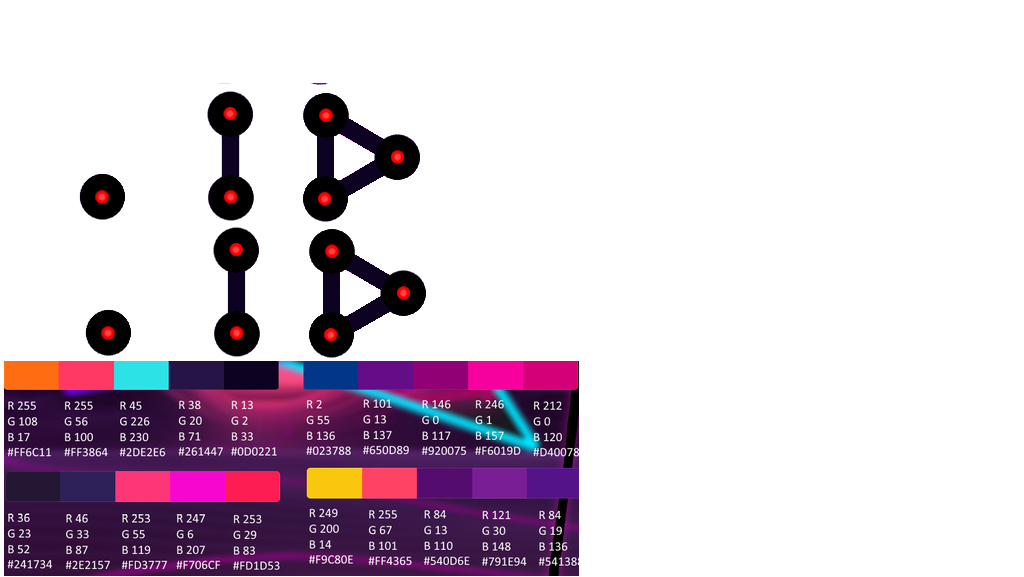 R 255 R 255 R 45 R 38 R 13
G 108 G 56 G 226 G 20 G 2
B 17 B 100 B 230 B 71 B 33
#FF6C11 #FF3864 #2DE2E6 #261447 #0D0221
R 2 R 101 R 146 R 246 R 212
G 55 G 13 G 0 G 1 G 0
B 136 B 137 B 117 B 157 B 120
#023788 #650D89 #920075 #F6019D #D40078
R 36 R 46 R 253 R 247 R 253
G 23 G 33 G 55 G 6 G 29
B 52 B 87 B 119 B 207 B 83
#241734 #2E2157 #FD3777 #F706CF #FD1D53
R 249 R 255 R 84 R 121 R 84
G 200 G 67 G 13 G 30 G 19
B 14 B 101 B 110 B 148 B 136
#F9C80E #FF4365 #540D6E #791E94 #541388